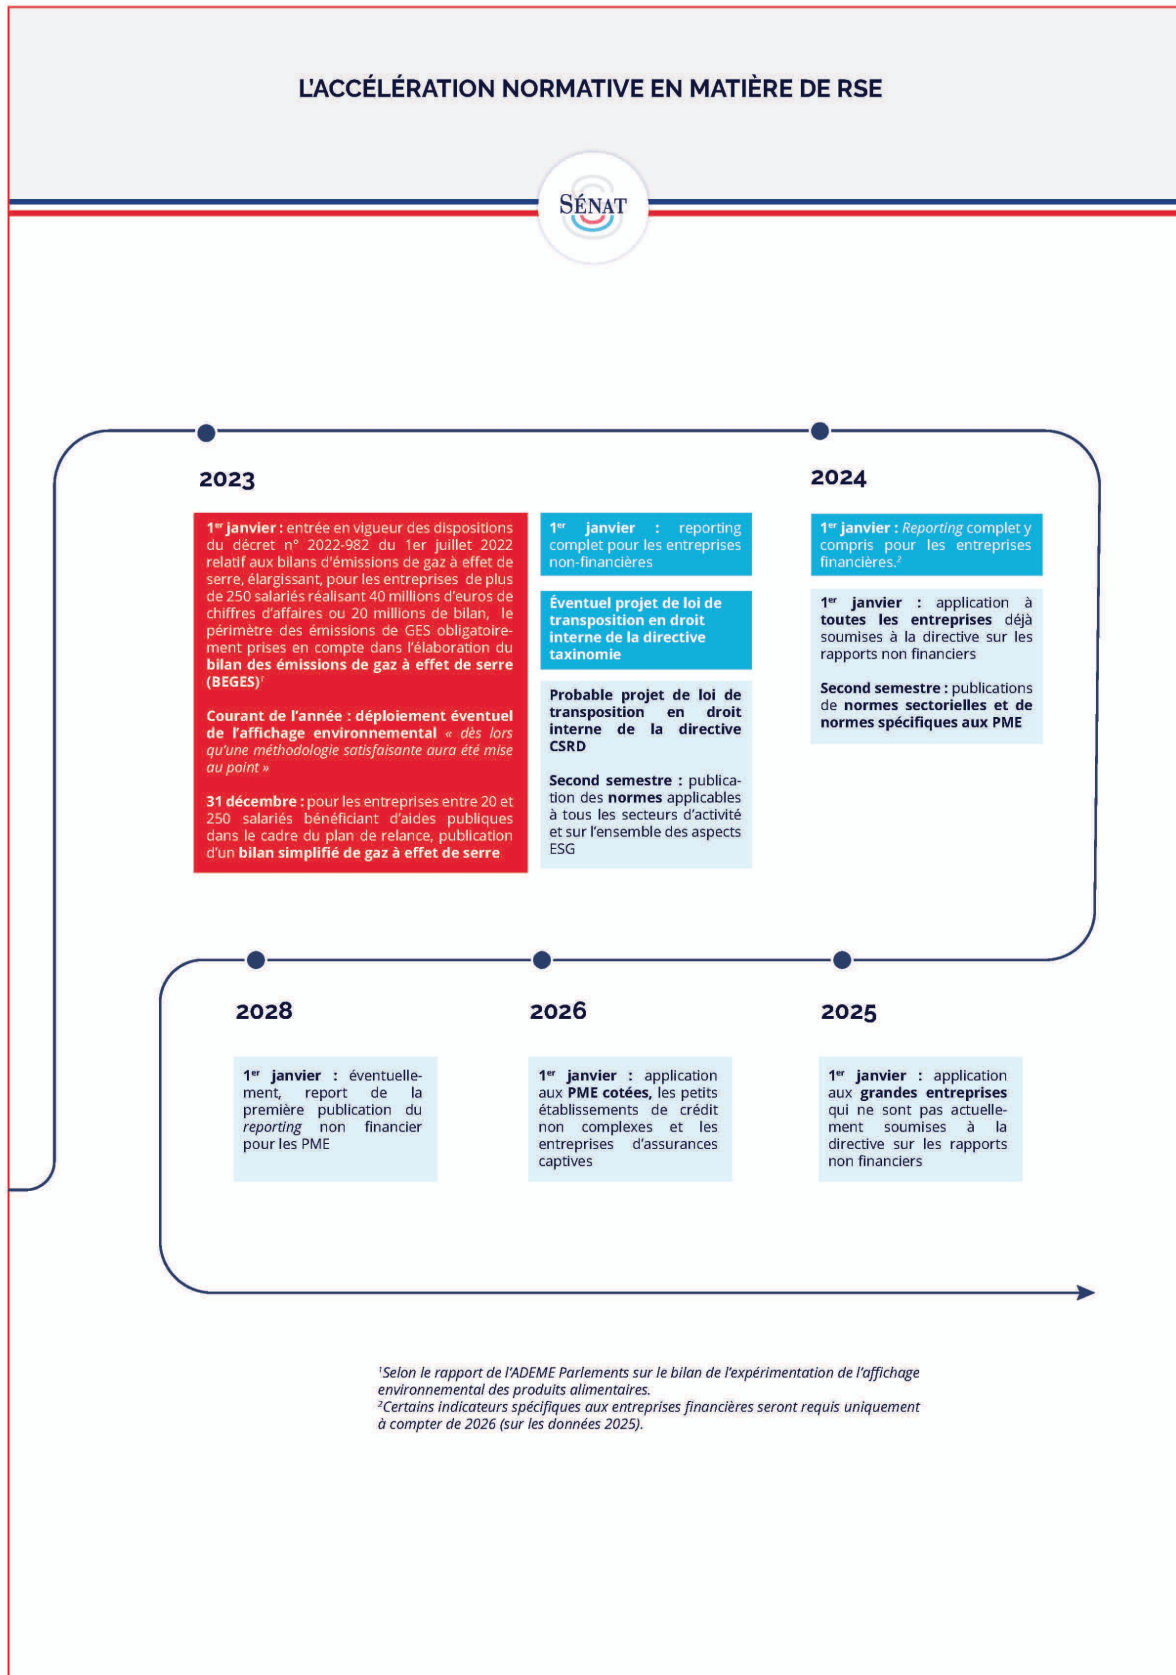 L'ACCÉLÉRATION NORMATIVE EN MATIÈRE DE RSE
SÉNAT
2023
1er janvier : entrée en vigueur des dispositions
du décret n° 2022-982 du 1er juillet 2022
relatif aux bilans d'émissions de gaz à effet de
serre, élargissant, pour les entreprises de plus
de 250 salariés réalisant 40 millions d'euros de
chiffres d'affaires ou 20 millions de bilan, le
périmètre des émissions de GES obligatoire-
ment prises en compte dans l'élaboration du
bilan des émissions de gaz à effet de serre
(BEGES)¹
Courant de l'année : déploiement éventuel
de l'affichage environnemental « dès lors
qu'une méthodologie satisfaisante aura été mise
au point »
31 décembre : pour les entreprises entre 20 et
250 salariés bénéficiant d'aides publiques
dans le cadre du plan de relance, publication
d'un bilan simplifié de gaz à effet de serre
1er janvier : reporting
complet pour les entreprises
non-financières
Éventuel projet de loi de
transposition en droit
interne de la directive
taxinomie
Probable projet de loi de
transposition en droit
interne de la directive
CSRD
Second semestre : publica-
tion des normes applicables
à tous les secteurs d'activité
et sur l'ensemble des aspects
ESG
2024
1er janvier : Reporting complet y
compris pour les entreprises
financières.²
1er janvier : application à
toutes les entreprises déjà
soumises à la directive sur les
rapports non financiers
Second semestre : publications
de normes sectorielles et de
normes spécifiques aux PME
2028
1er janvier : éventuelle-
ment, report de la
première publication du
reporting non financier
pour les PME
2026
1er janvier : application
aux PME cotées, les petits
établissements de crédit
non complexes et les
entreprises d'assurances
captives
2025
1er janvier : application
aux grandes entreprises
qui ne sont pas actuelle-
ment soumises à la
directive sur les rapports
non financiers
¹Selon le rapport de l'ADEME Parlements sur le bilan de l'expérimentation de l'affichage
environnemental des produits alimentaires.
²Certains indicateurs spécifiques aux entreprises financières seront requis uniquement
à compter de 2026 (sur les données 2025).